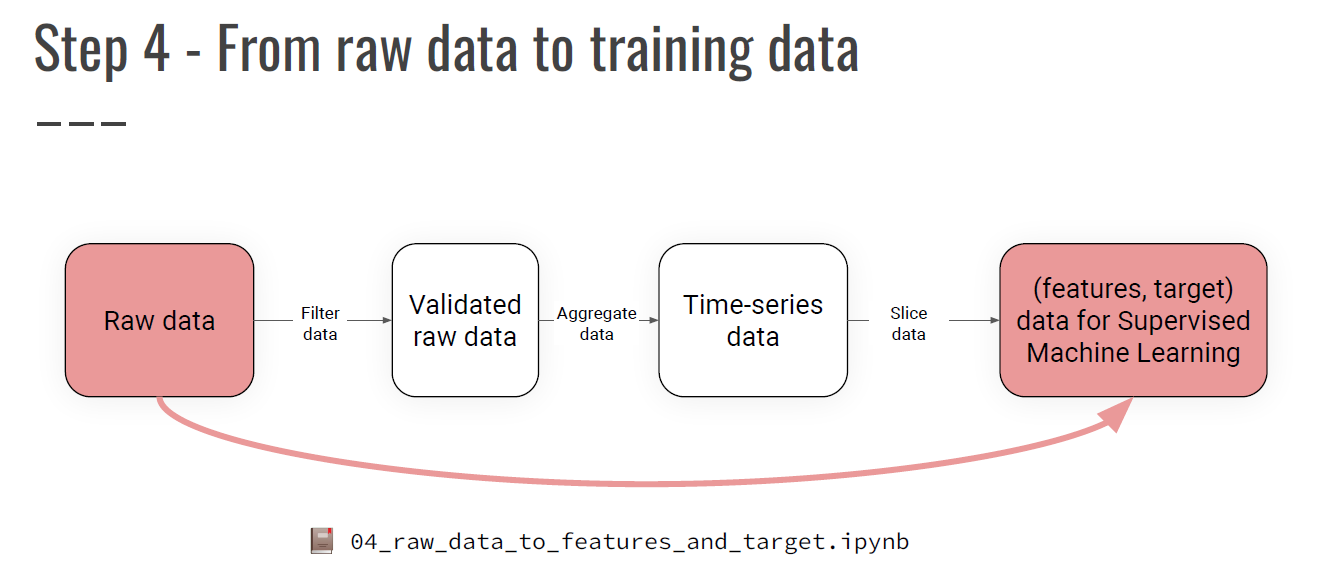 Step 4 - From raw data to training data
Raw data
Filter
data
Validated
raw data
Aggregate
data
Time-series
data
Slice
data
(features, target)
data for Supervised
Machine Learning
04_raw_data_to_features_and_target.ipynb